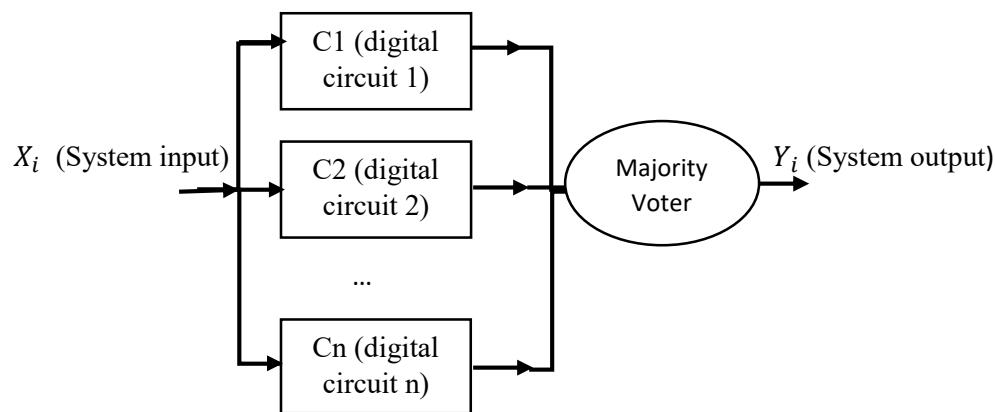 C1 (digital
circuit 1)
X_i (System input)
C2 (digital
circuit 2)
Majority
Voter
Y_i (System output)
...
Cn (digital
circuit n)